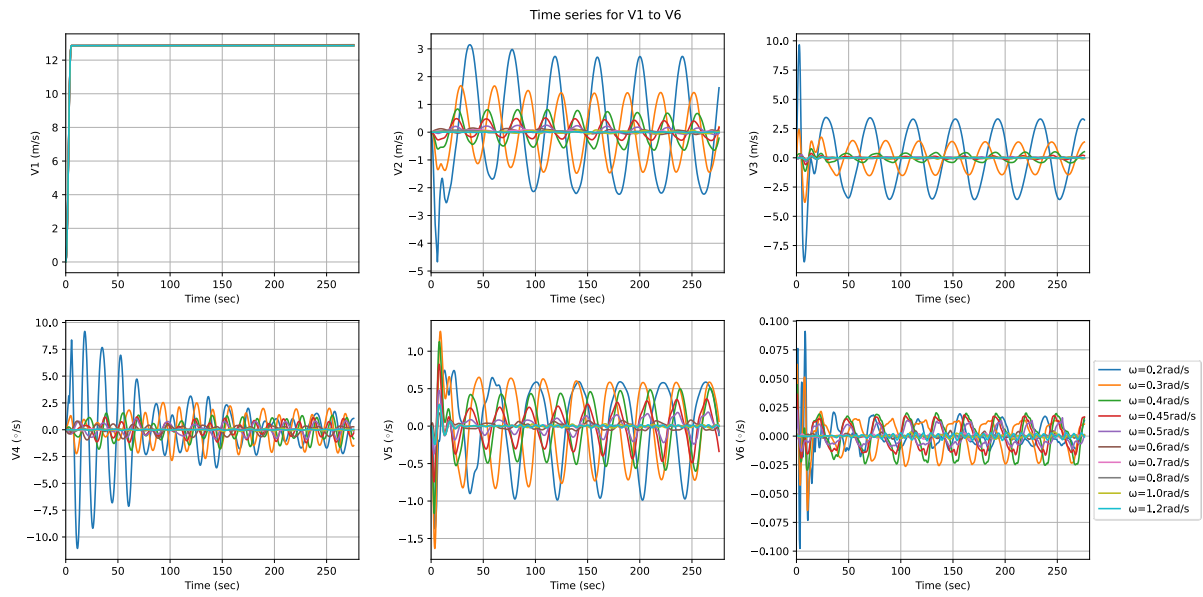 Time series for V1 to V6
V1 (m/s)
12
10
8
6
4
2
0
0 50 100 150 200 250
Time (sec)
V2 (m/s)
3
2
1
0
−1
−2
−3
−4
−5
0 50 100 150 200 250
Time (sec)
V3 (m/s)
10.0
7.5
5.0
2.5
0.0
−2.5
−5.0
−7.5
0 50 100 150 200 250
Time (sec)
V4 (◦/s)
10.0
7.5
5.0
2.5
0.0
−2.5
−5.0
−7.5
−10.0
0 50 100 150 200 250
Time (sec)
V5 (◦/s)
1.0
0.5
0.0
−0.5
−1.0
−1.5
0 50 100 150 200 250
Time (sec)
V6 (◦/s)
0.100
0.075
0.050
0.025
0.000
−0.025
−0.050
−0.075
−0.100
0 50 100 150 200 250
Time (sec)
ω=0.2rad/s
ω=0.3rad/s
ω=0.4rad/s
ω=0.45rad/s
ω=0.5rad/s
ω=0.6rad/s
ω=0.7rad/s
ω=0.8rad/s
ω=1.0rad/s
ω=1.2rad/s